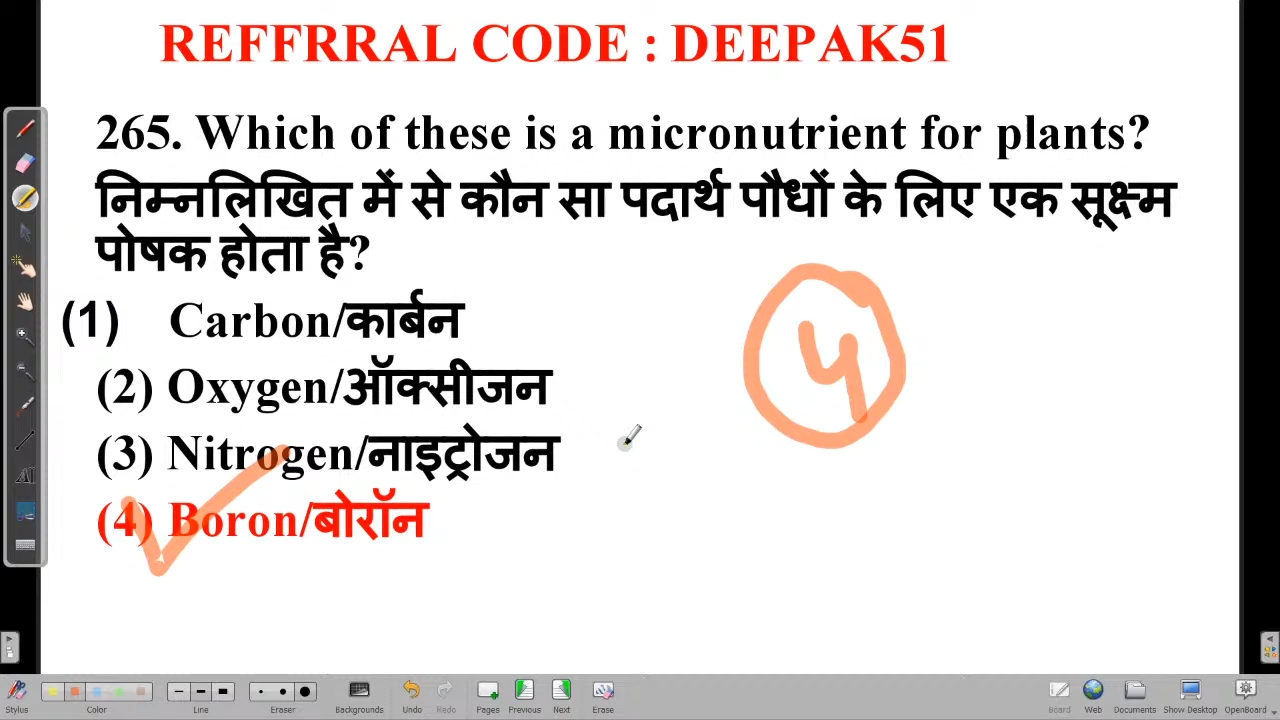 REFFRRAL CODE : DEEPAK51
265. Which of these is a micronutrient for plants?
निम्नलिखित में से कौन सा पदार्थ पौधों के लिए एक सूक्ष्म
पोषक होता है?
(1) Carbon/कार्बन
(2) Oxygen/ऑक्सीजन
(3) Nitrogen/नाइट्रोजन
(4) Boron/बोरॉन
4
Stylus Color Line Eraser Backgrounds Undo Redo Pages Previous Next Erase Board Web Documents Show Desktop OpenBoard